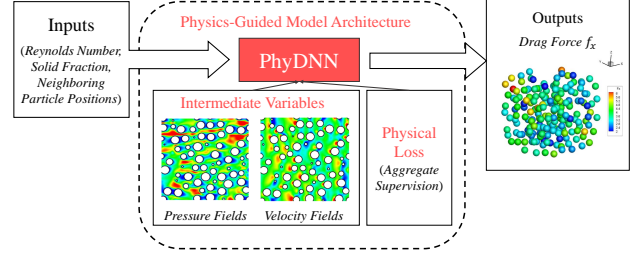 Inputs
(Reynolds Number,
Solid Fraction,
Neighboring
Particle Positions)
Physics-Guided Model Architecture
PhyDNN
Intermediate Variables
Pressure Fields
Velocity Fields
Physical
Loss
(Aggregate
Supervision)
Outputs
Drag Force fₓ